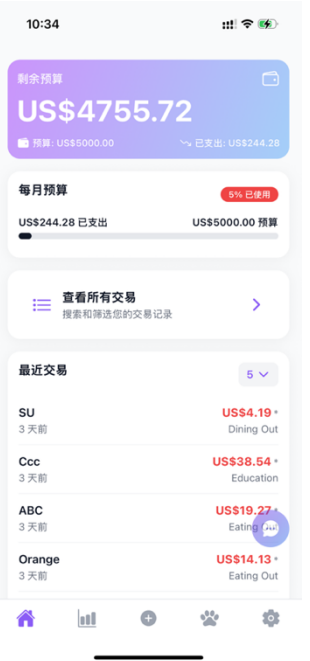 10:34
剩余预算
US$4755.72
预算: US$5000.00
已支出: US$244.28
每月预算
5% 已使用
US$244.28 已支出
US$5000.00 预算
查看所有交易
搜索和筛选您的交易记录
最近交易
5
SU
US$4.19
3 天前
Dining Out
Ccc
US$38.54
3 天前
Education
ABC
US$19.27
3 天前
Eating
Orange
US$14.13
3 天前
Eating Out